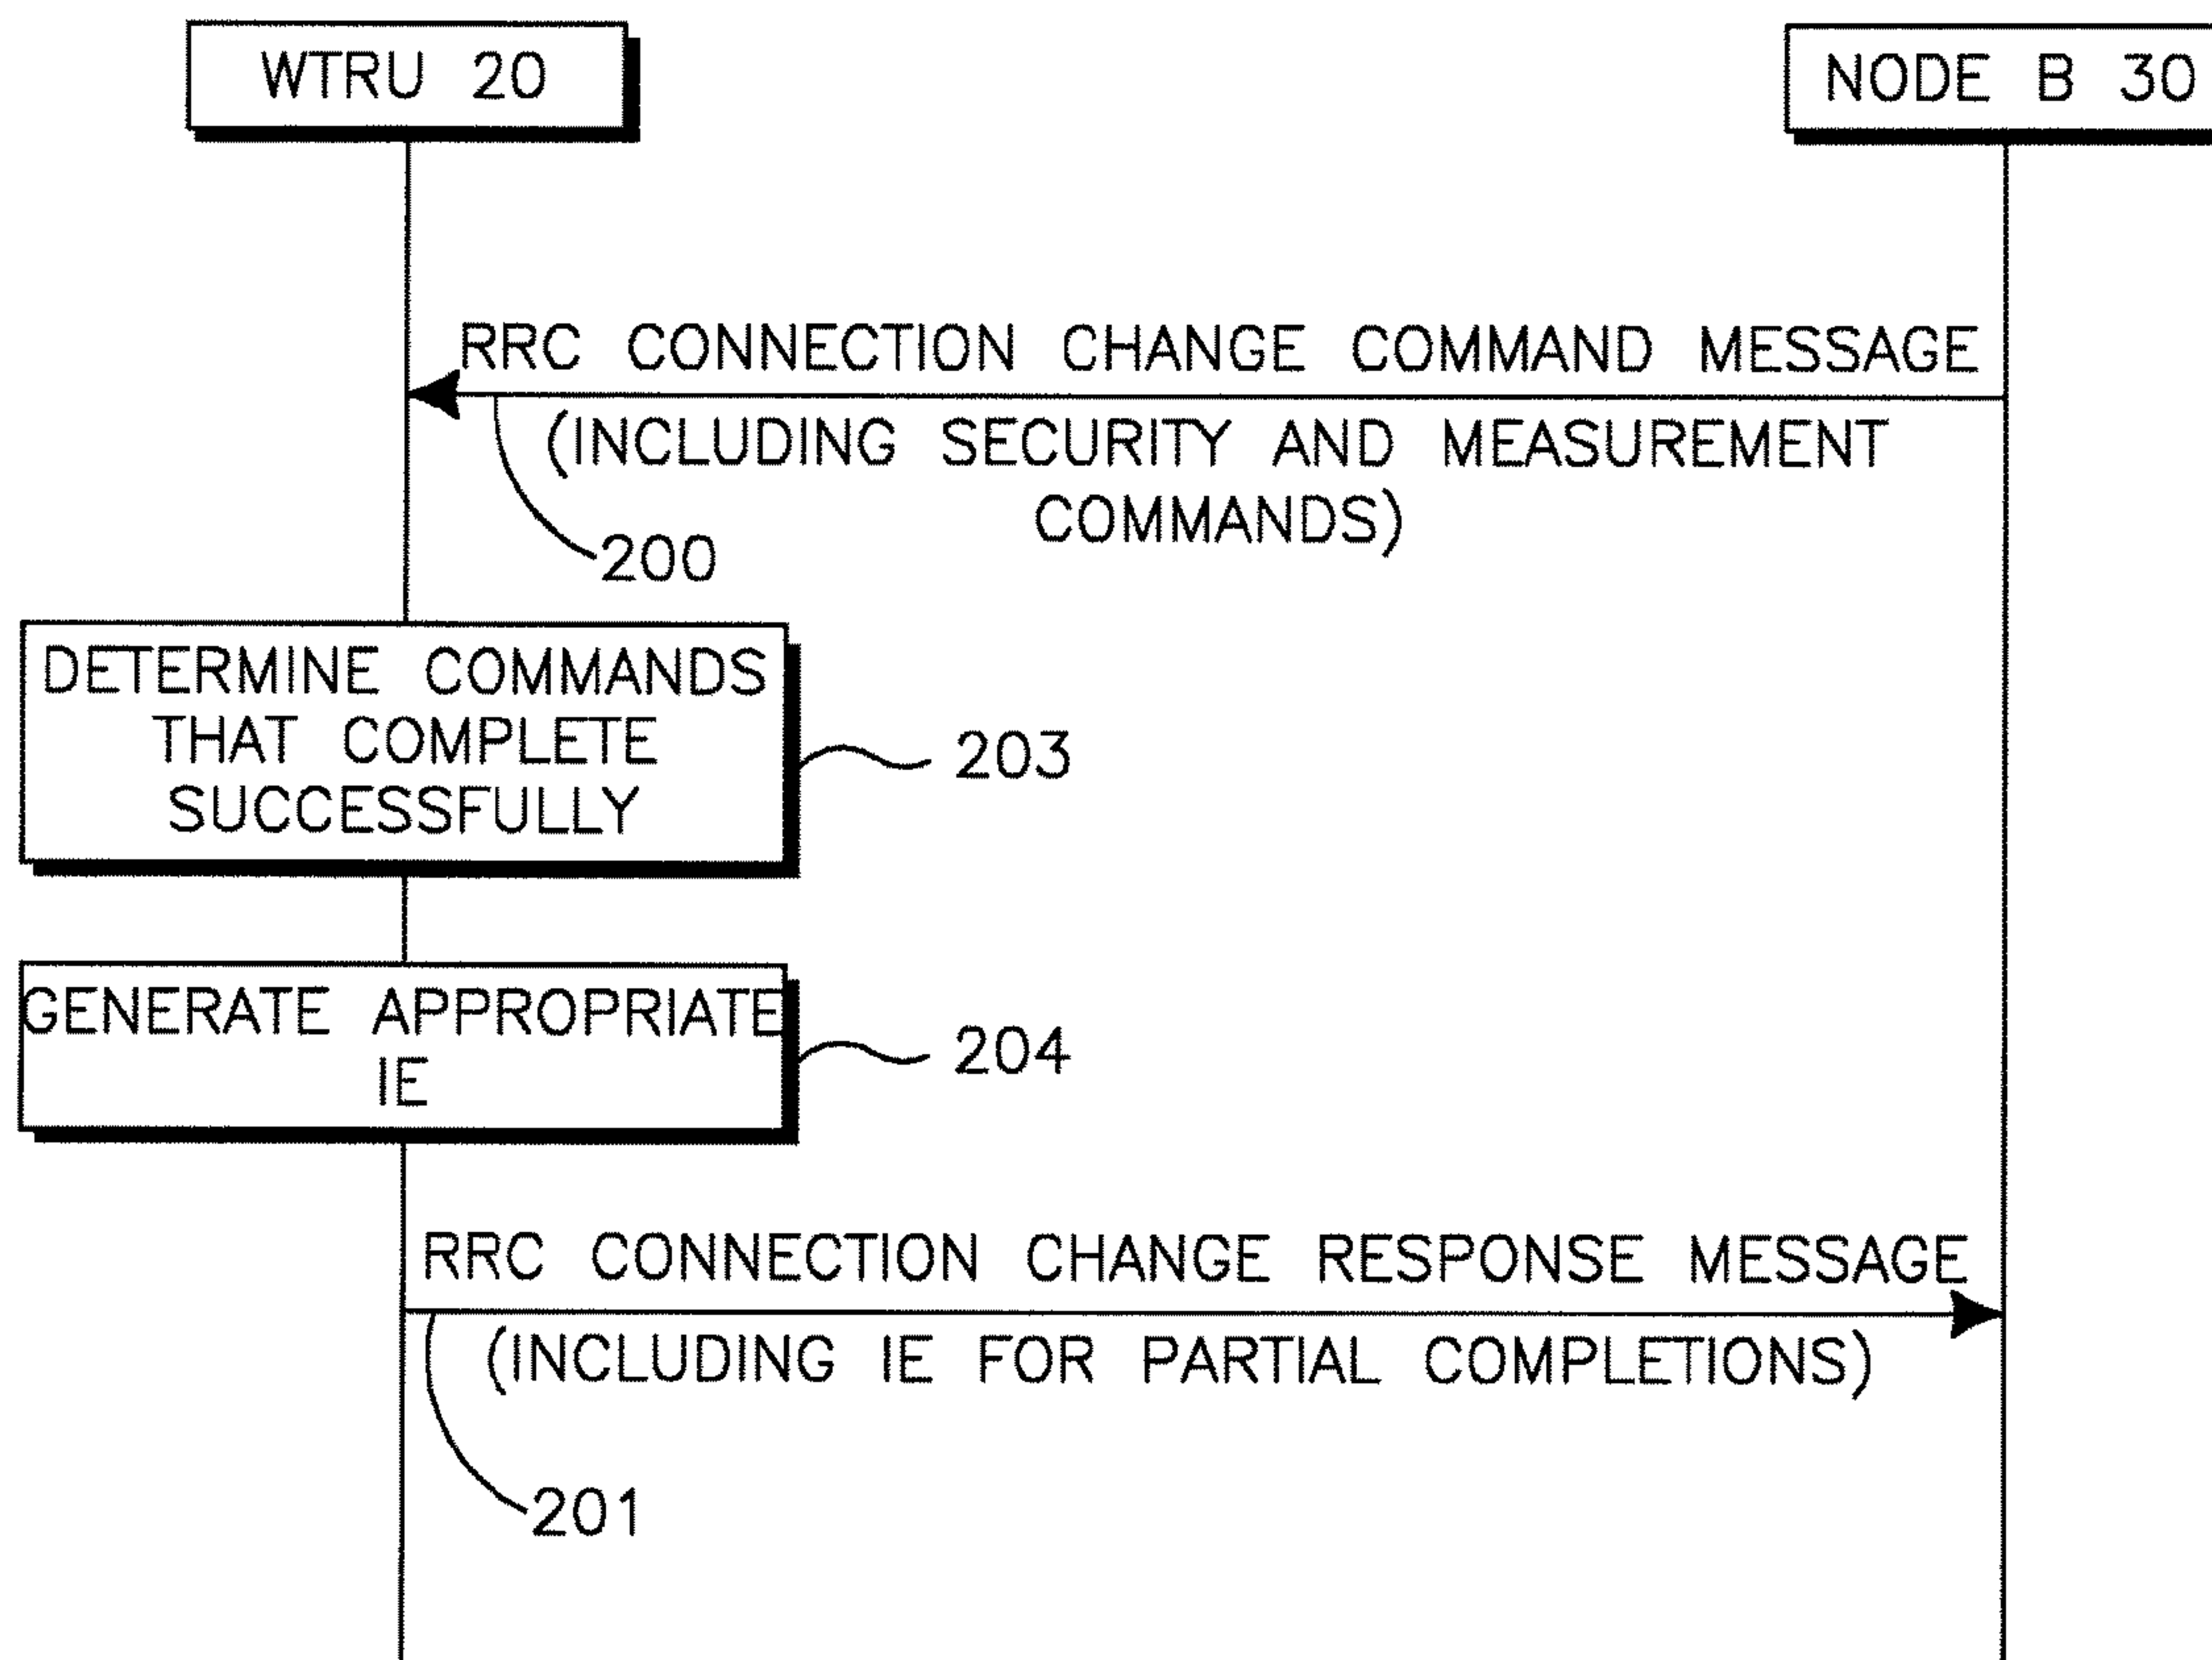 WTRU 20
NODE B 30
RRC CONNECTION CHANGE COMMAND MESSAGE
(INCLUDING SECURITY AND MEASUREMENT
COMMANDS)
200
DETERMINE COMMANDS
THAT COMPLETE
SUCCESSFULLY
203
GENERATE APPROPRIATE
IE
204
RRC CONNECTION CHANGE RESPONSE MESSAGE
(INCLUDING IE FOR PARTIAL COMPLETIONS)
201